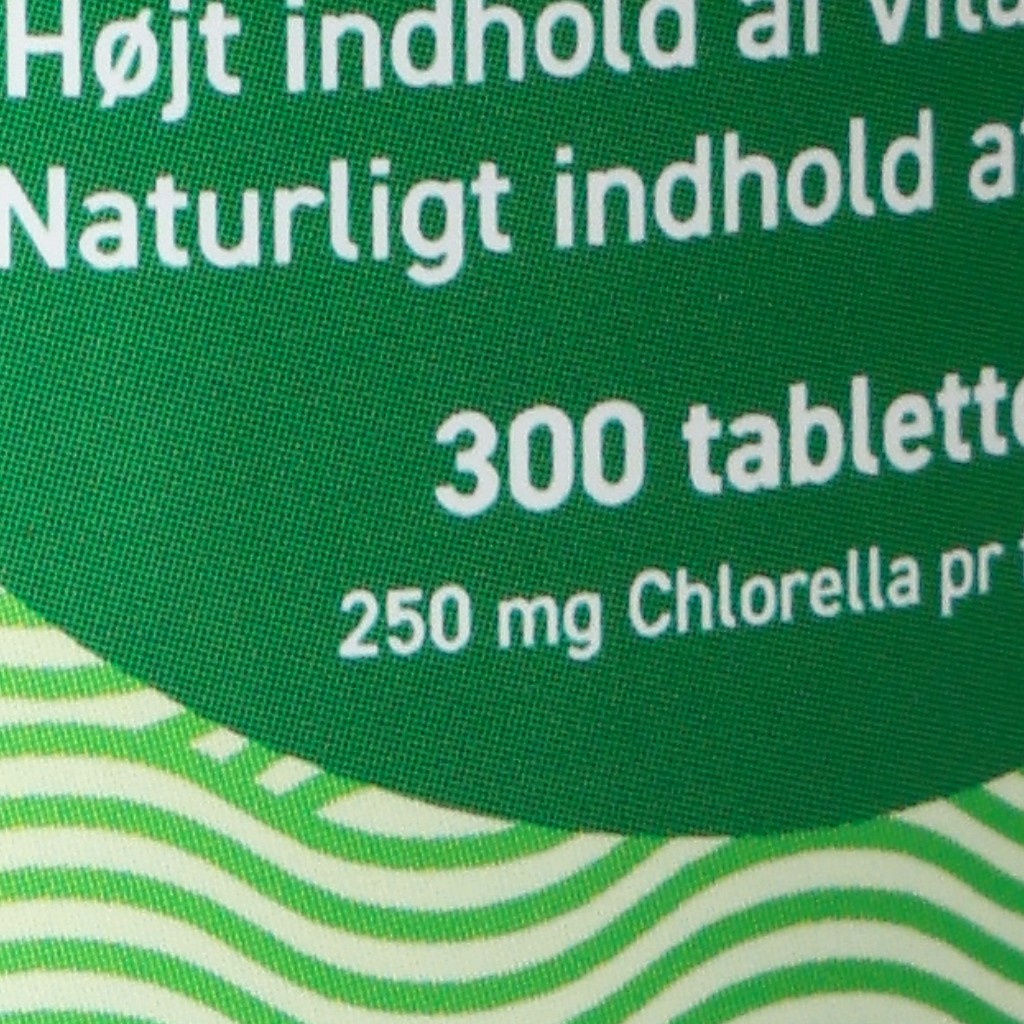 Højt indhold af
Naturligt indhold
300
250 mg Chlorella pr